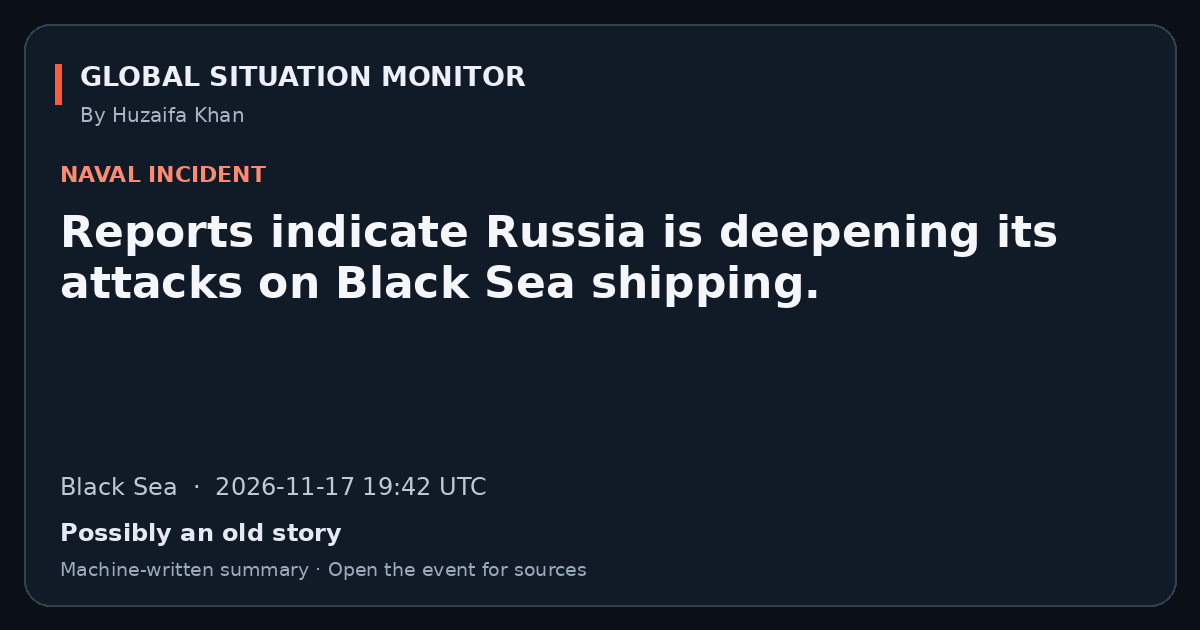 GLOBAL SITUATION MONITOR
By Huzaifa Khan
NAVAL INCIDENT
Reports indicate Russia is deepening its
attacks on Black Sea shipping.
Black Sea · 2026-11-17 19:42 UTC
Possibly an old story
Machine-written summary · Open the event for sources